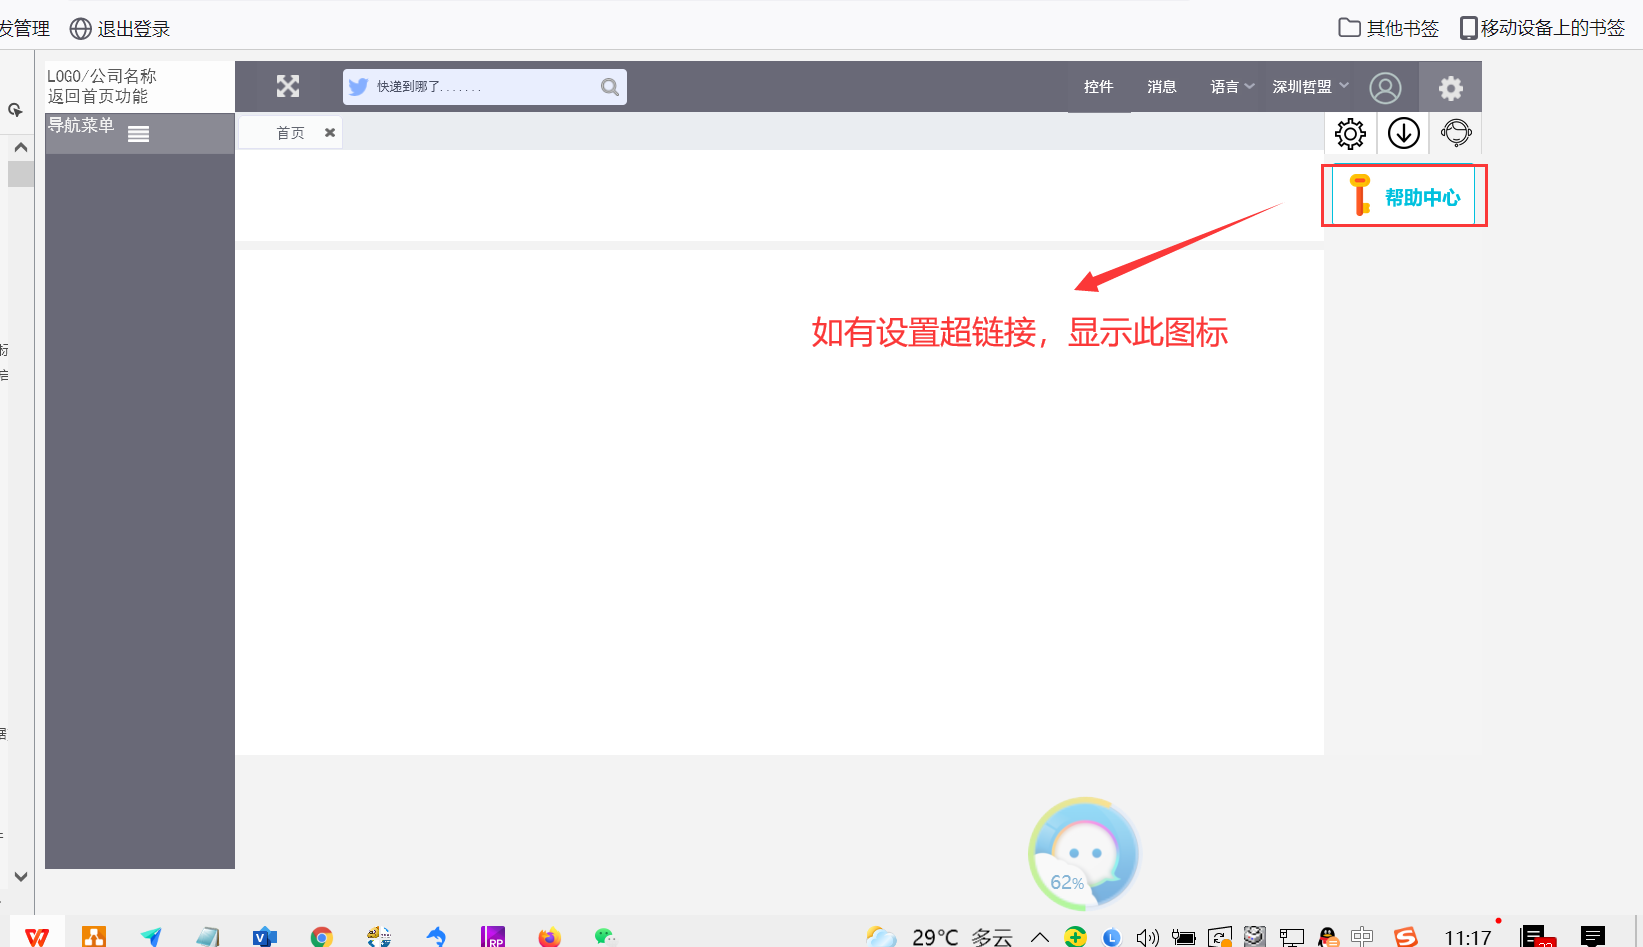 发管理
退出登录
其他书签
移动设备上的书签
LOGO/公司名称
返回首页功能
快递到哪了.......
控件
消息
语言
深圳哲盟
导航菜单
首页
帮助中心
如有设置超链接，显示此图标
标
62%
29℃ 多云
中
11:17